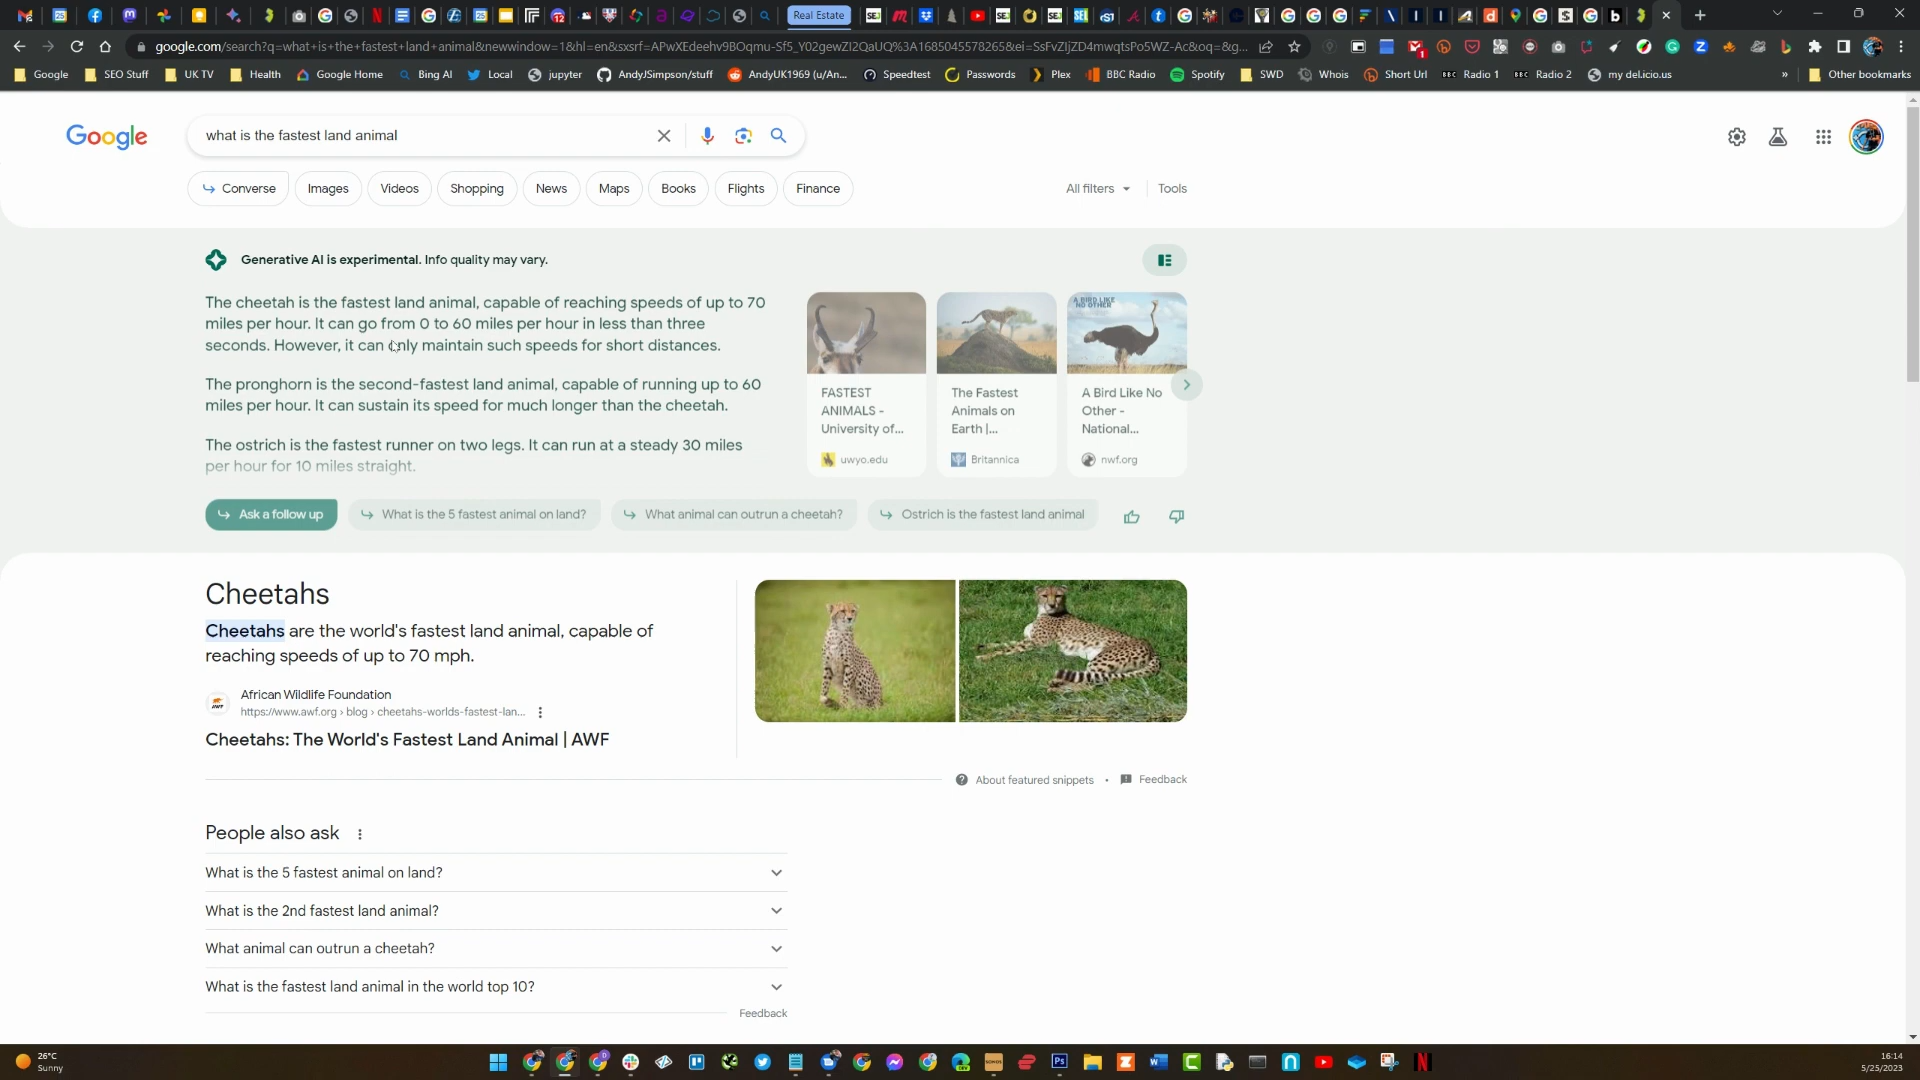 Real Estate
google.com/search?q=what+is+the+fastest+land+animal&newwindow=1&hl=en&sxsrf=APwXEdeehv9BOqmu-Sf5_Y02gewZI2QaUQ%3A1685045578265&ei=SsFvZIjZD4mwqtsPo5WZ-Ac&oq=&g...
Google SEO Stuff UK TV Health Google Home Bing AI Local jupyter AndyJSimpson/stuff AndyUK1969 (u/An... Speedtest Passwords Plex BBC Radio Spotify SWD Whois Short Url Radio 1 Radio 2 my del.icio.us » Other bookmarks
Google what is the fastest land animal
Converse Images Videos Shopping News Maps Books Flights Finance All filters Tools
Generative AI is experimental. Info quality may vary.
The cheetah is the fastest land animal, capable of reaching speeds of up to 70
miles per hour. It can go from 0 to 60 miles per hour in less than three
seconds. However, it can only maintain such speeds for short distances.
The pronghorn is the second-fastest land animal, capable of running up to 60
miles per hour. It can sustain its speed for much longer than the cheetah.
The ostrich is the fastest runner on two legs. It can run at a steady 30 miles
per hour for 10 miles straight.
FASTEST
ANIMALS -
University of...
uwyo.edu
The Fastest
Animals on
Earth |...
Britannica
A BIRD LIKE
NO OTHER
A Bird Like No
Other -
National...
nwf.org
Ask a follow up What is the 5 fastest animal on land? What animal can outrun a cheetah? Ostrich is the fastest land animal
Cheetahs
Cheetahs are the world's fastest land animal, capable of
reaching speeds of up to 70 mph.
African Wildlife Foundation
https://www.awf.org › blog › cheetahs-worlds-fastest-lan...
Cheetahs: The World's Fastest Land Animal | AWF
About featured snippets • Feedback
People also ask
What is the 5 fastest animal on land?
What is the 2nd fastest land animal?
What animal can outrun a cheetah?
What is the fastest land animal in the world top 10?
Feedback
26°C
Sunny
16:14
5/25/2023